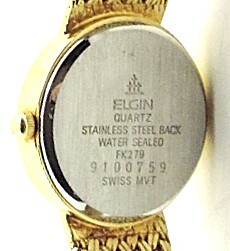 ELGIN
QUARTZ
STAINLESS STEEL BACK
WATER SEALED
FK279
9100759
SWISS MVT